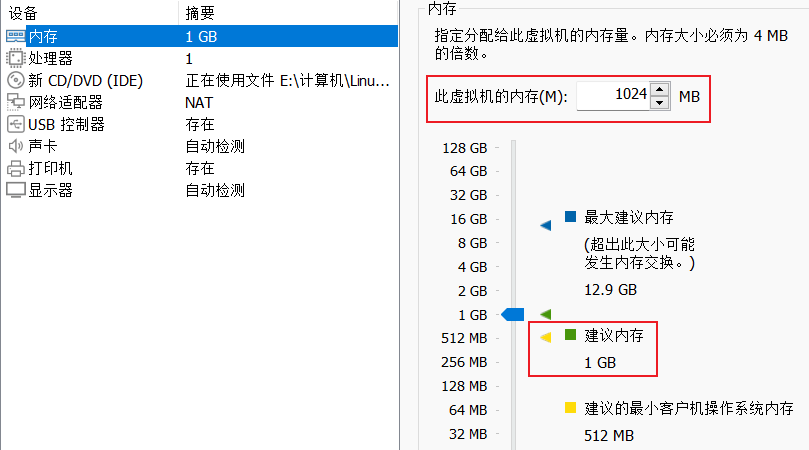 设备 摘要
内存 1 GB
处理器 1
新 CD/DVD (IDE) 正在使用文件 E:\计算机\Linu...
网络适配器 NAT
USB 控制器 存在
声卡 自动检测
打印机 存在
显示器 自动检测
内存
指定分配给此虚拟机的内存量。内存大小必须为 4 MB
的倍数。
此虚拟机的内存(M): 1024 MB
128 GB
64 GB
32 GB
16 GB
8 GB
4 GB
2 GB
1 GB
512 MB
256 MB
128 MB
64 MB
32 MB
最大建议内存
(超出此大小可能
发生内存交换。)
12.9 GB
建议内存
1 GB
建议的最小客户机操作系统内存
512 MB